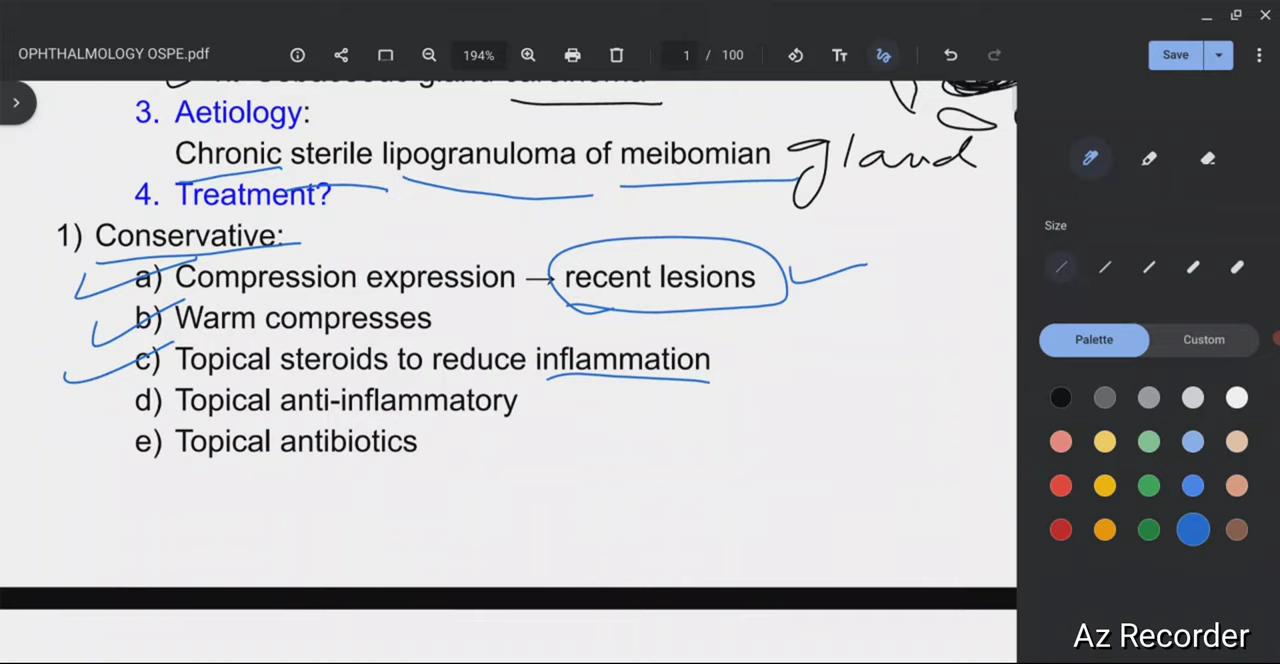 OPHTHALMOLOGY OSPE.pdf
194%
1 / 100
Tт
Save
carcinoma
3. Aetiology:
Chronic sterile lipogranuloma of meibomian gland
4. Treatment?
1) Conservative:
a) Compression expression → recent lesions
b) Warm compresses
c) Topical steroids to reduce inflammation
d) Topical anti-inflammatory
e) Topical antibiotics
Size
Palette
Custom
Az Recorder